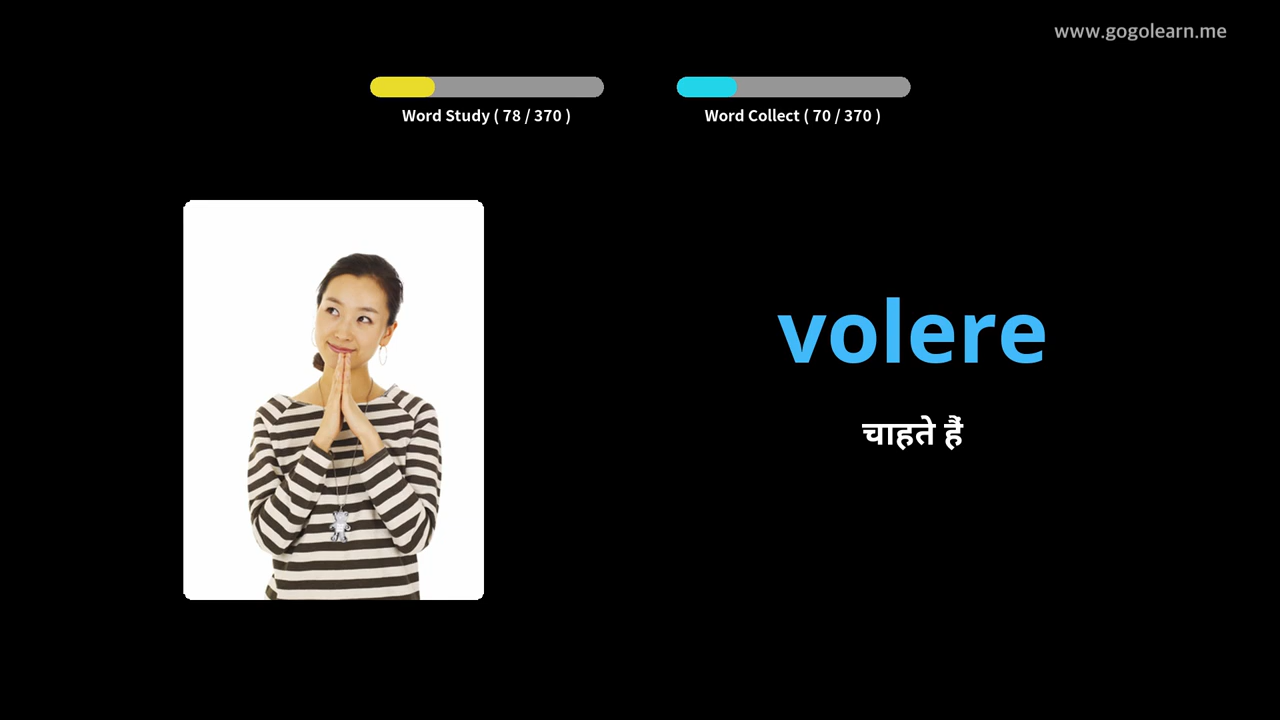 www.gogolearn.me
Word Study ( 78 / 370 )
Word Collect ( 70 / 370 )
volere
चाहते हैं